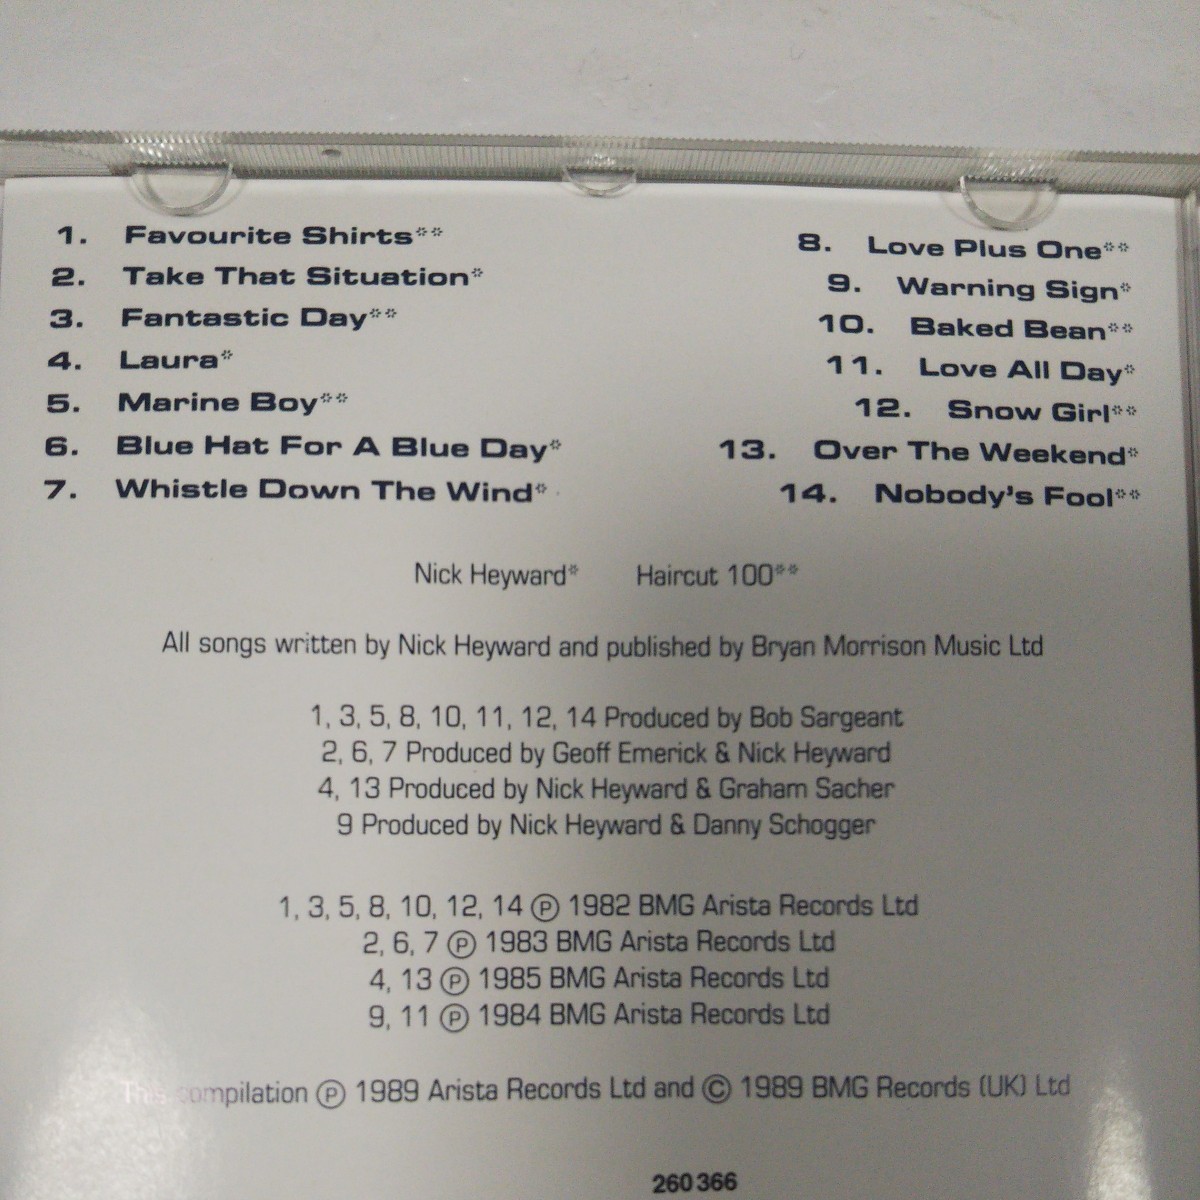 1. Favourite Shirts**
2. Take That Situation*
3. Fantastic Day**
4. Laura*
5. Marine Boy**
6. Blue Hat For A Blue Day*
7. Whistle Down The Wind*
8. Love Plus One**
9. Warning Sign*
10. Baked Bean**
11. Love All Day*
12. Snow Girl**
13. Over The Weekend*
14. Nobody's Fool**
Nick Heyward* Haircut 100**
All songs written by Nick Heyward and published by Bryan Morrison Music Ltd
1, 3, 5, 8, 10, 11, 12, 14 Produced by Bob Sargeant
2, 6, 7 Produced by Geoff Emerick & Nick Heyward
4, 13 Produced by Nick Heyward & Graham Sacher
9 Produced by Nick Heyward & Danny Schogger
1, 3, 5, 8, 10, 12, 14 ℗ 1982 BMG Arista Records Ltd
2, 6, 7 ℗ 1983 BMG Arista Records Ltd
4, 13 ℗ 1985 BMG Arista Records Ltd
9, 11 ℗ 1984 BMG Arista Records Ltd
This compilation ℗ 1989 Arista Records Ltd and © 1989 BMG Records (UK) Ltd
260 366